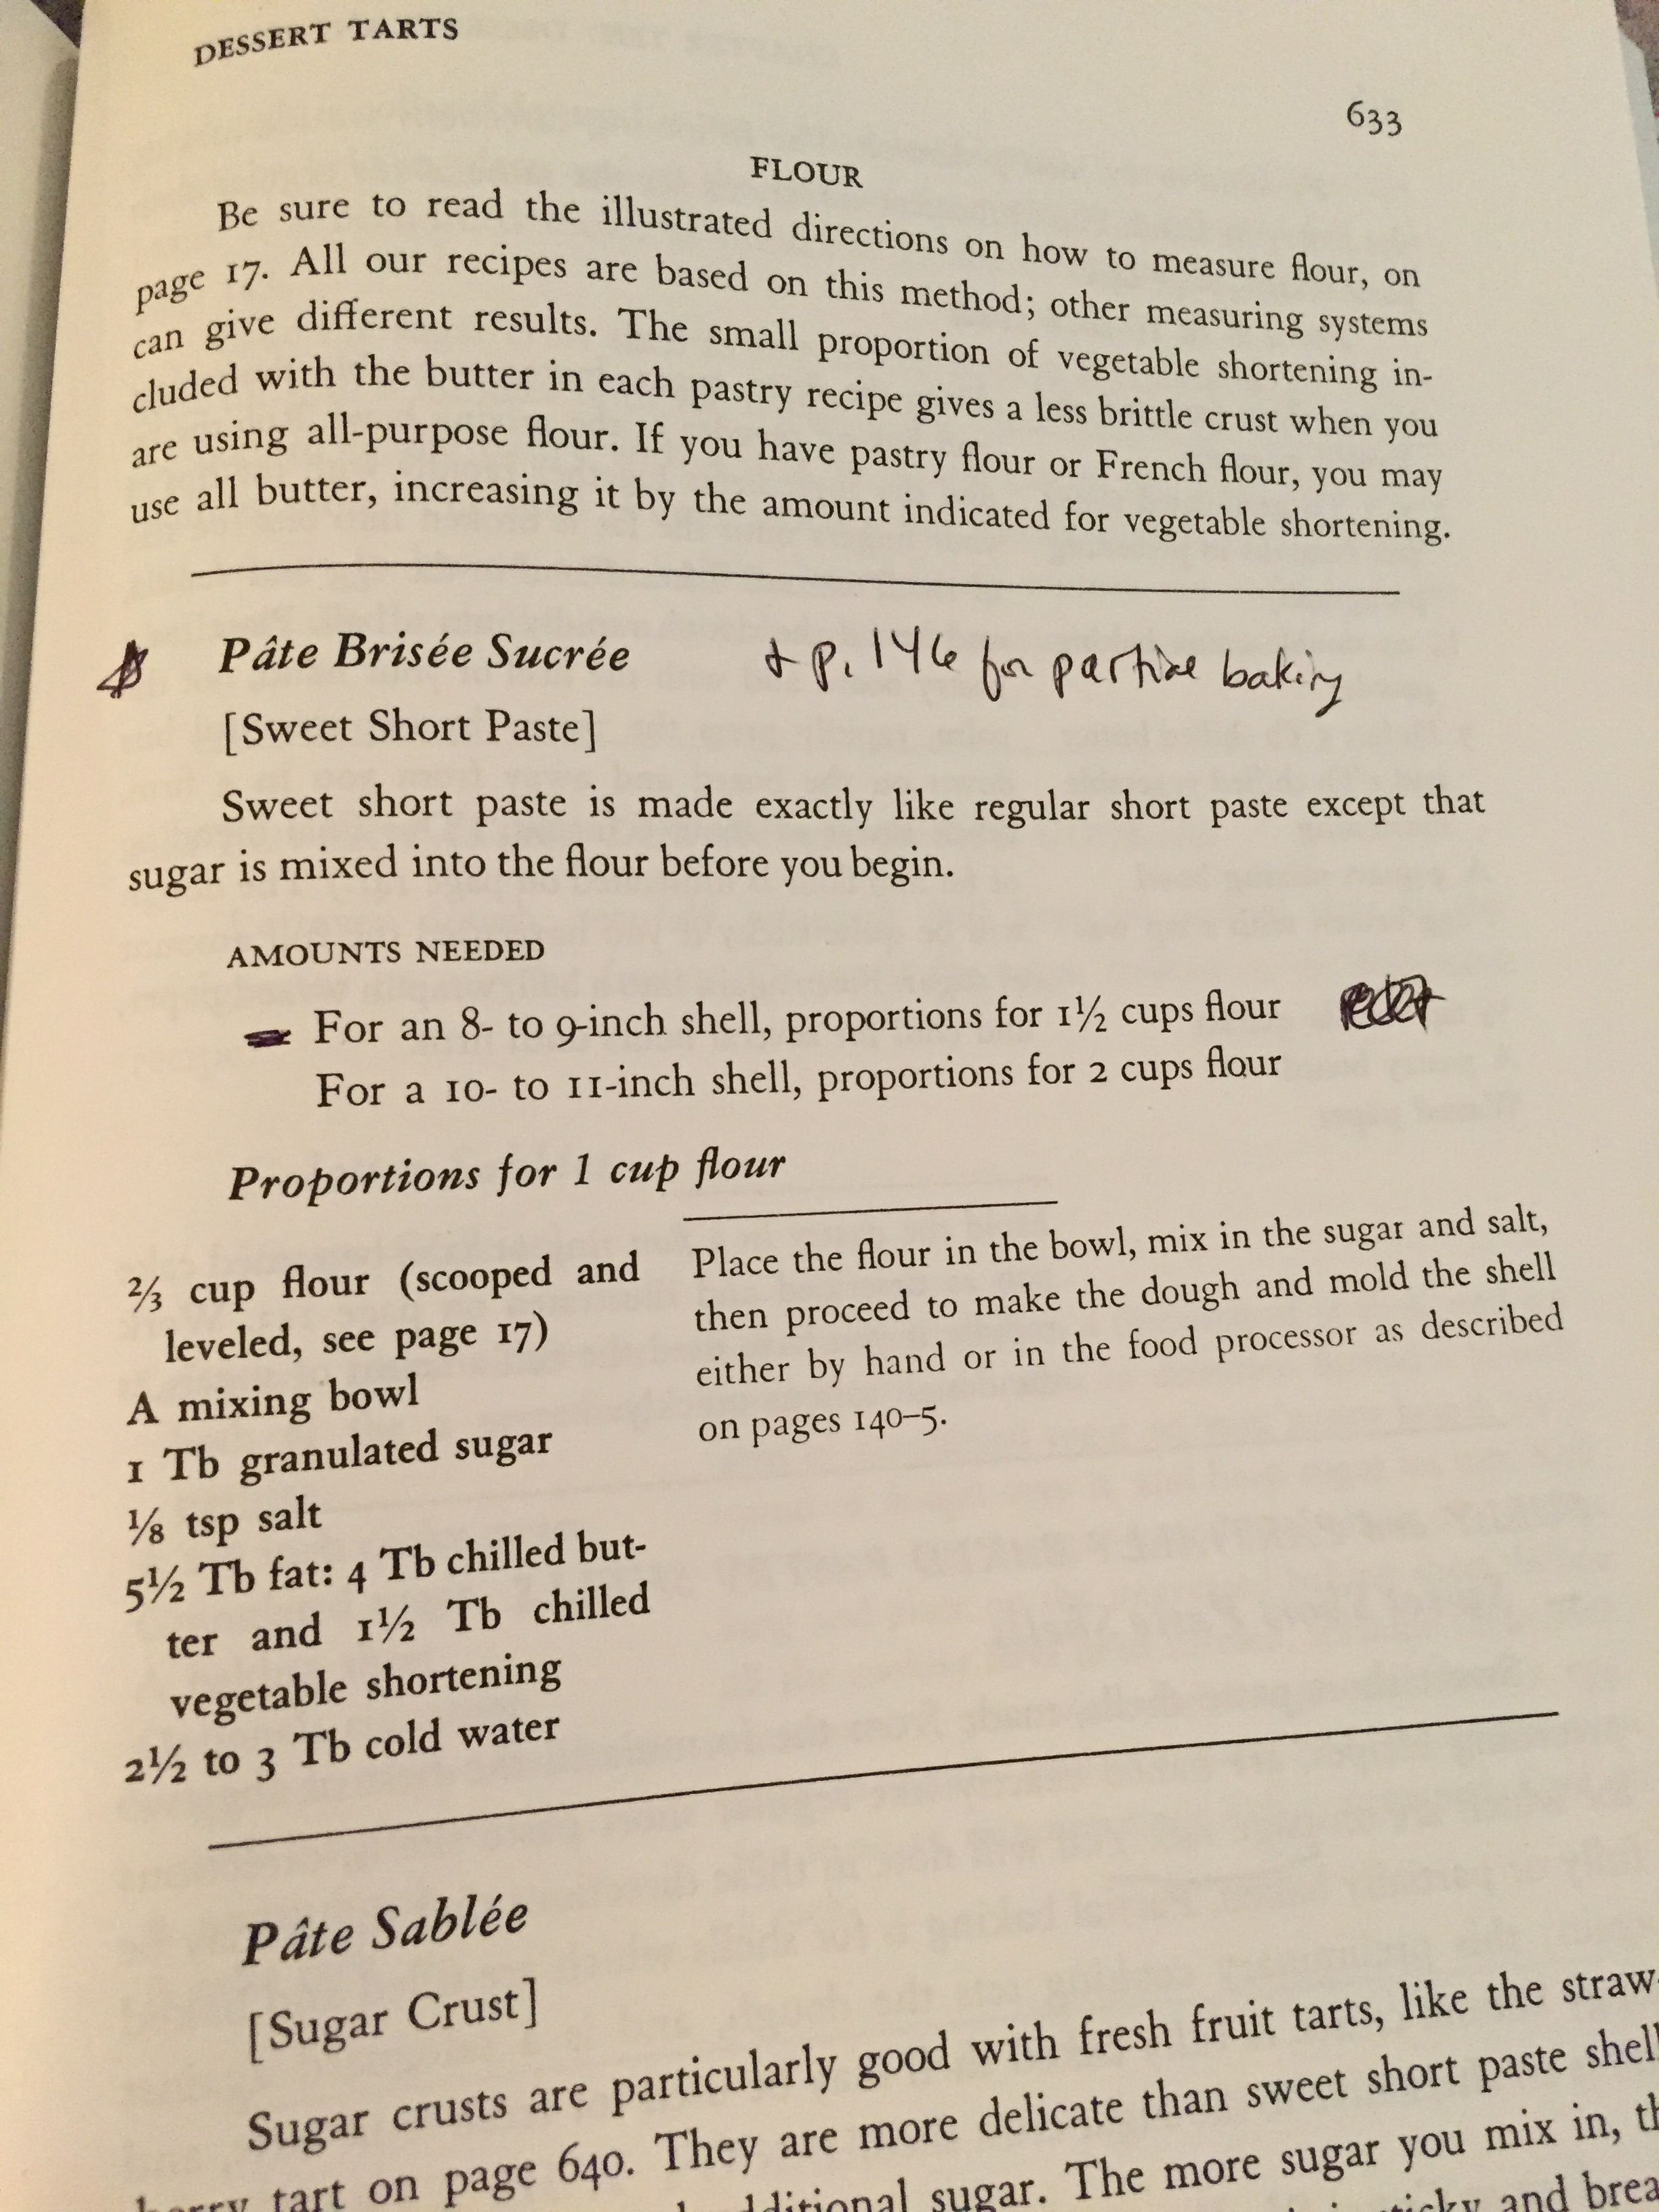 DESSERT TARTS
633
FLOUR
Be sure to read the illustrated directions on how to measure flour, on
page 17. All our recipes are based on this method; other measuring systems
can give different results. The small proportion of vegetable shortening in-
cluded with the butter in each pastry recipe gives a less brittle crust when you
are using all-purpose flour. If you have pastry flour or French flour, you may
use all butter, increasing it by the amount indicated for vegetable shortening.
Pâte Brisée Sucrée
+ p. 146 for partial baking
[Sweet Short Paste]
Sweet short paste is made exactly like regular short paste except that
sugar is mixed into the flour before you begin.
AMOUNTS NEEDED
For an 8- to 9-inch shell, proportions for 1½ cups flour
For a 10- to 11-inch shell, proportions for 2 cups flour
Proportions for 1 cup flour
⅔ cup flour (scooped and
leveled, see page 17)
A mixing bowl
1 Tb granulated sugar
⅛ tsp salt
5½ Tb fat: 4 Tb chilled but-
ter and 1½ Tb chilled
vegetable shortening
2½ to 3 Tb cold water
Place the flour in the bowl, mix in the sugar and salt,
then proceed to make the dough and mold the shell
either by hand or in the food processor as described
on pages 140–5.
Pâte Sablée
[Sugar Crust]
Sugar crusts are particularly good with fresh fruit tarts, like the straw-
tart on page 640. They are more delicate than sweet short paste shell
sugar. The more sugar you mix in, th
sticky and brea